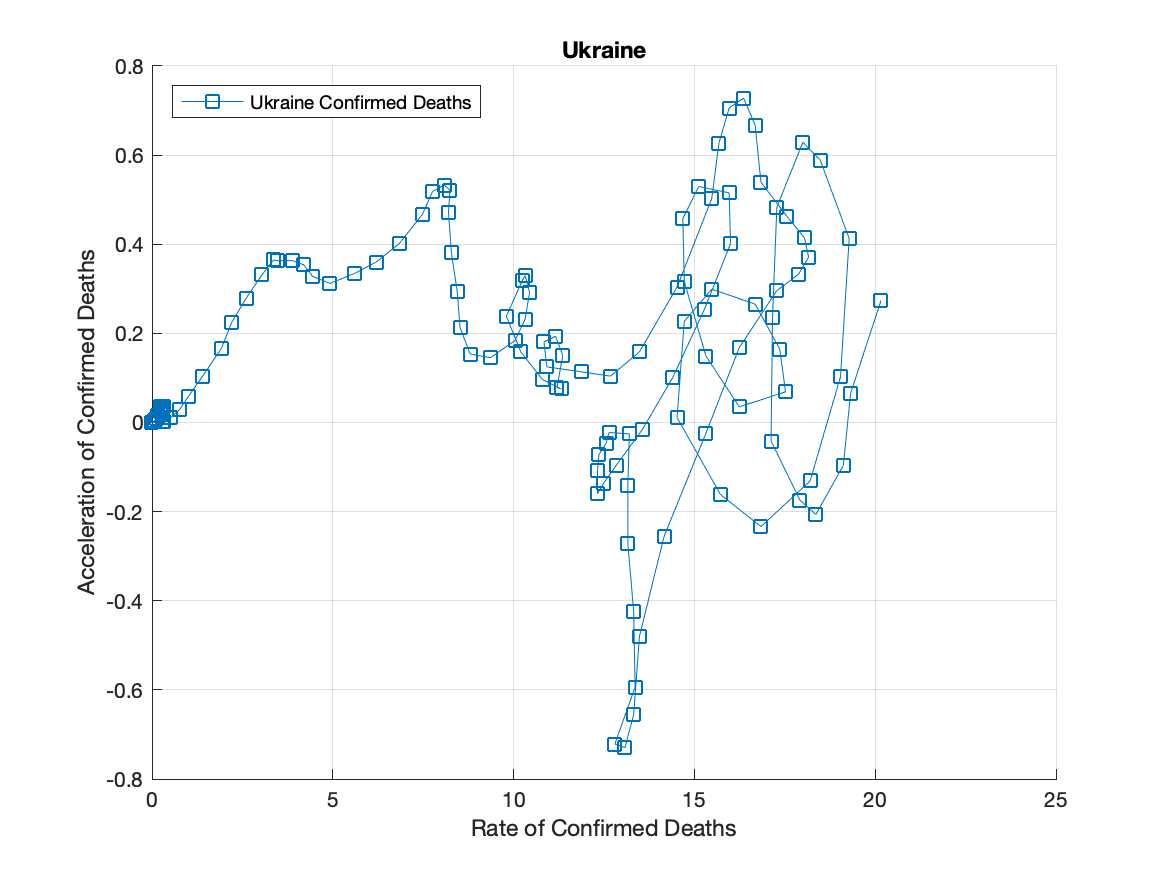 Ukraine
0.8
Ukraine Confirmed Deaths
0.6
0.4
0.2
0
-0.2
-0.4
-0.6
-0.8
Acceleration of Confirmed Deaths
0 5 10 15 20 25
Rate of Confirmed Deaths